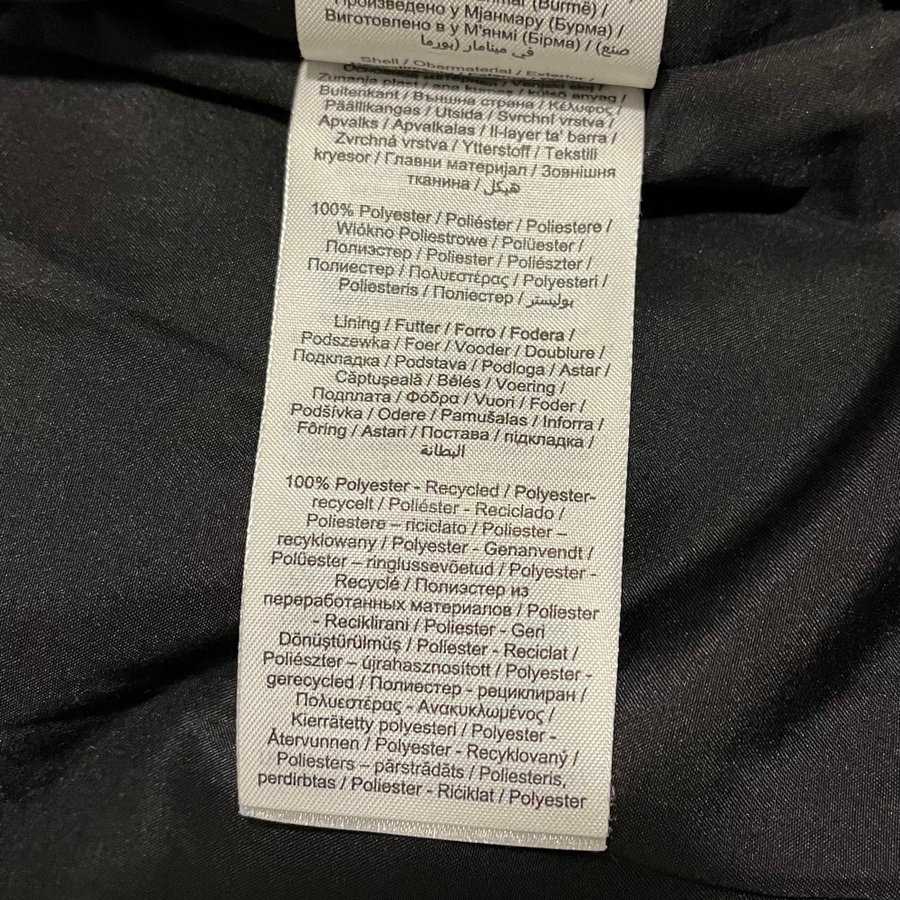 (Burmë) /
Произведено у Мјанмару (Бурма) /
Виготовлено в у М'янмі (Бірма) / صنع
في ميانمار (بورما)
Shell / Obermaterial / Exterior /
Zunanja plast /
Buitenkant / Външна страна / Κέλυφος /
Päällikangas / Utsida / Svrchní vrstva /
Apvalks / Apvalkalas / Il-layer ta' barra /
Zvrchná vrstva / Ytterstoff / Tekstili
kryesor / Главни материјал / Зовнішня
тканина / هيكل
100% Polyester / Poliéster / Poliestere /
Włókno Poliestrowe / Polüester /
Полиэстер / Poliester / Poliészter /
Полиестер / Πολυεστέρας / Polyesteri /
Poliesteris / Поліестер / بوليستر
Lining / Futter / Forro / Fodera /
Podszewka / Foer / Vooder / Doublure /
Подкладка / Podstava / Podloga / Astar /
Căptușeală / Bélés / Voering /
Подплата / Φόδρα / Vuori / Foder /
Podšívka / Odere / Pamušalas / Inforra /
Fôring / Astari / Постава / підкладка /
البطانة
100% Polyester - Recycled / Polyester-
recycelt / Poliéster - Reciclado /
Poliestere – riciclato / Poliester –
recyklowany / Polyester - Genanvendt /
Polüester – ringlussevõetud / Polyester -
Recyclé / Полиэстер из
переработанных материалов / Poliester
- Reciklirani / Poliester - Geri
Dönüştürülmüş / Poliester - Reciclat /
Poliészter – újrahasznosított / Polyester -
gerecycled / Полиестер - рециклиран /
Πολυεστέρας - Ανακυκλωμένος /
Kierrätetty polyesteri / Polyester -
Återvunnen / Polyester - Recyklovaný /
Poliesters – pārstrādāts / Poliesteris,
perdirbtas / Poliester - Riċiklat / Polyester